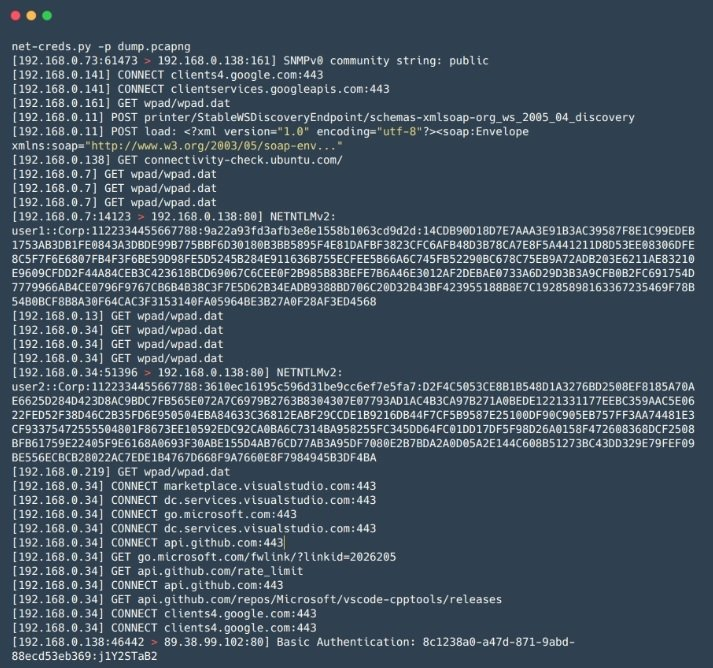 net-creds.py -p dump.pcapng
[192.168.0.73:61473 > 192.168.0.138:161] SNMPv0 community string: public
[192.168.0.141] CONNECT clients4.google.com:443
[192.168.0.141] CONNECT clientservices.googleapis.com:443
[192.168.0.161] GET wpad/wpad.dat
[192.168.0.11] POST printer/StableWSDiscoveryEndpoint/schemas-xmlsoap-org_ws_2005_04_discovery
[192.168.0.11] POST load: <?xml version="1.0" encoding="utf-8"?><soap:Envelope
xmlns:soap="http://www.w3.org/2003/05/soap-env..."
[192.168.0.138] GET connectivity-check.ubuntu.com/
[192.168.0.7] GET wpad/wpad.dat
[192.168.0.7] GET wpad/wpad.dat
[192.168.0.7] GET wpad/wpad.dat
[192.168.0.7:14123 > 192.168.0.138:80] NETNTLMv2:
user1::Corp:1122334455667788:9a22a93fd3afb3e8e1558b1063cd9d2d:14CDB90D18D7E7AAA3E91B3AC39587F8E1C99EDEB
1753AB3DB1FE0843A3DBDE99B775BBF6D30180B3BB5895F4E81DAFBF3823CFC6AFB48D3B78CA7E8F5A441211D8D53EE08306DFE
8C5F7F6E6807FB4F3F6BE59D98FE5D5245B284E911636B755ECFEE5B66A6C745FB52290BC678C75EB9A72ADB203E6211AE83210
E9609CFDD2F44A84CEB3C423618BCD69067C6CEE0F2B985B83BEFE7B6A46E3012AF2DEBAE0733A6D29D3B3A9CFB0B2FC691754D
7779966AB4CE0796F9767CB6B4B38C3F7E5D62B34EADB9388BD706C20D32B43BF423955188B8E7C19285898163367235469F78B
54B0BCF8B8A30F64CAC3F3153140FA05964BE3B27A0F28AF3ED4568
[192.168.0.13] GET wpad/wpad.dat
[192.168.0.34] GET wpad/wpad.dat
[192.168.0.34] GET wpad/wpad.dat
[192.168.0.34] GET wpad/wpad.dat
[192.168.0.34:51396 > 192.168.0.138:80] NETNTLMv2:
user2::Corp:1122334455667788:3610ec16195c596d31be9cc6ef7e5fa7:D2F4C5053CE8B1B548D1A3276BD2508EF8185A70A
E6625D284D423D8AC9BDC7FB565E072A7C6979B2763B8304307E07793AD1AC4B3CA97B271A0BEDE1221331177EEBC359AAC5E06
22FED52F38D46C2B35FD6E950504EBA84633C36812EABF29CCDE1B9216DB44F7CF5B9587E25100DF90C905EB757FF3AA74481E3
CF93375472555504801F8673EE10592EDC92CA0BA6C7314BA958255FC345DD64FC01DD17DF5F98D26A0158F472608368DCF2508
BFB61759E22405F9E6168A0693F30ABE155D4AB76CD77AB3A95DF7080E2B7BDA2A0D05A2E144C608B51273BC43DD329E79FEF09
BE556ECBCB28022AC7EDE1B4767D668F9A7660E8F7984945B3DF4BA
[192.168.0.219] GET wpad/wpad.dat
[192.168.0.34] CONNECT marketplace.visualstudio.com:443
[192.168.0.34] CONNECT dc.services.visualstudio.com:443
[192.168.0.34] CONNECT go.microsoft.com:443
[192.168.0.34] CONNECT dc.services.visualstudio.com:443
[192.168.0.34] CONNECT api.github.com:443
[192.168.0.34] GET go.microsoft.com/fwlink/?linkid=2026205
[192.168.0.34] GET api.github.com/rate_limit
[192.168.0.34] CONNECT api.github.com:443
[192.168.0.34] GET api.github.com/repos/Microsoft/vscode-cpptools/releases
[192.168.0.34] CONNECT clients4.google.com:443
[192.168.0.34] CONNECT clients4.google.com:443
[192.168.0.138:46442 > 89.38.99.102:80] Basic Authentication: 8c1238a0-a47d-871-9abd-
88ecd53eb369:j1Y2STaB2